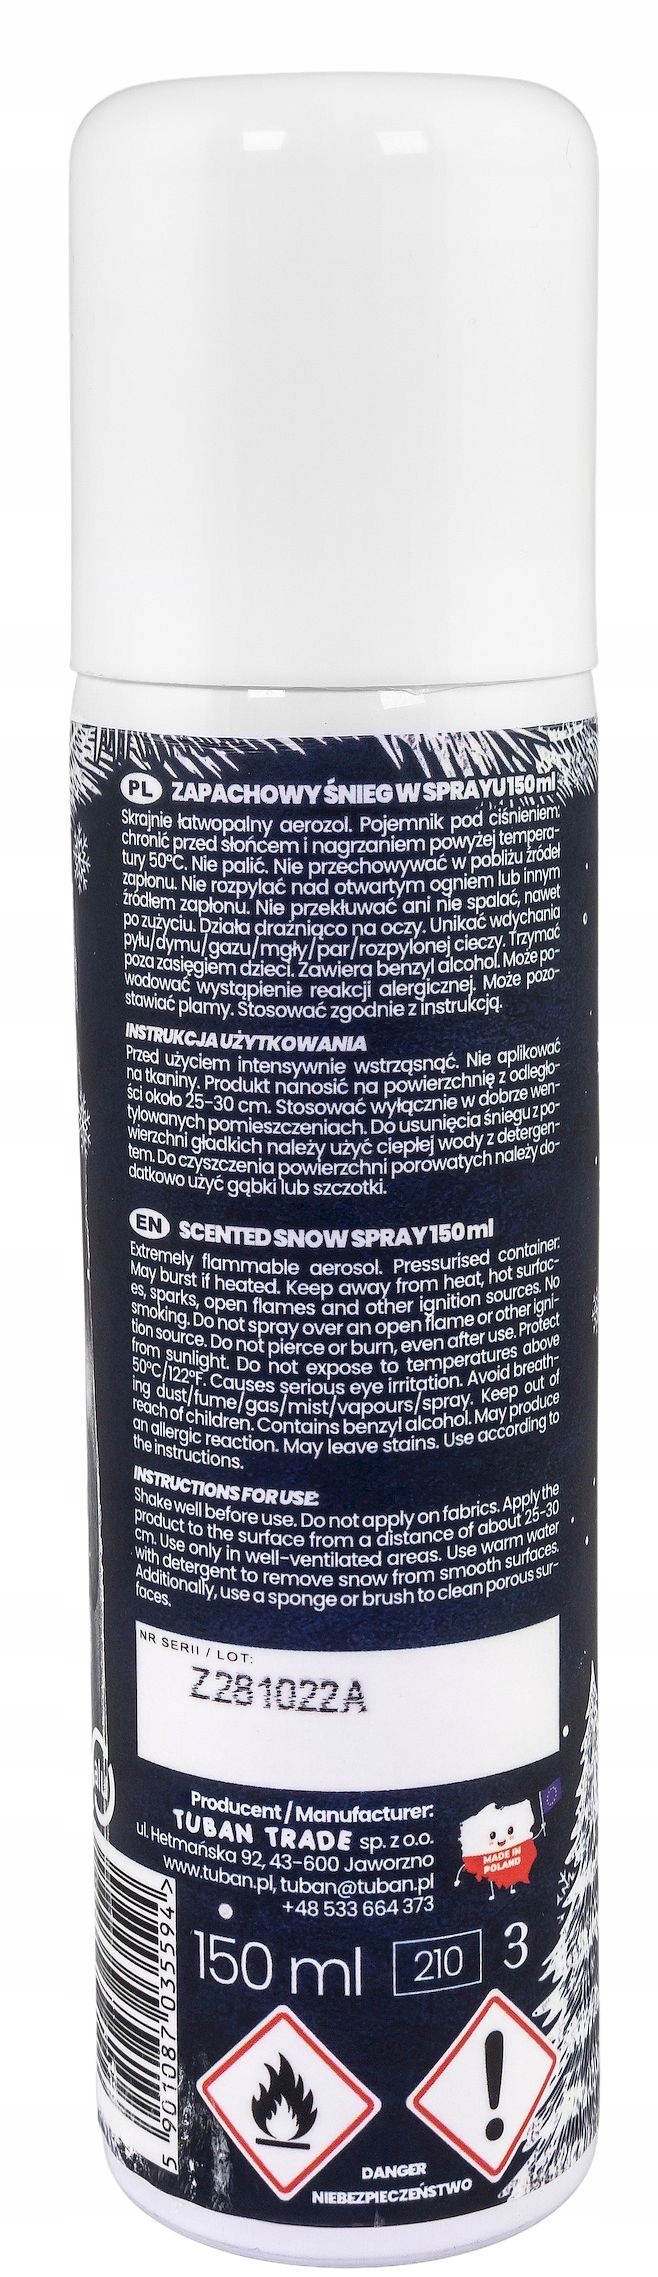 PL ZAPACHOWY ŚNIEG W SPRAYU 150 ml
Skrajnie łatwopalny aerozol. Pojemnik pod ciśnieniem:
chronić przed słońcem i nagrzaniem powyżej tempera-
tury 50°C. Nie palić. Nie przechowywać w pobliżu źródeł
zapłonu. Nie rozpylać nad otwartym ogniem lub innym
źródłem zapłonu. Nie przekłuwać ani nie spalać, nawet
po zużyciu. Działa drażniąco na oczy. Unikać wdychania
pyłu/dymu/gazu/mgły/par/rozpylonej cieczy. Trzymać
poza zasięgiem dzieci. Zawiera benzyl alcohol. Może po-
wodować wystąpienie reakcji alergicznej. Może pozo-
stawiać plamy. Stosować zgodnie z instrukcją.
INSTRUKCJA UŻYTKOWANIA
Przed użyciem intensywnie wstrząsnąć. Nie aplikować
na tkaniny. Produkt nanosić na powierzchnię z odległo-
ści około 25-30 cm. Stosować wyłącznie w dobrze wen-
tylowanych pomieszczeniach. Do usunięcia śniegu z po-
wierzchni gładkich należy użyć ciepłej wody z detergen-
tem. Do czyszczenia powierzchni porowatych należy do-
datkowo użyć gąbki lub szczotki.
EN SCENTED SNOW SPRAY 150 ml
Extremely flammable aerosol. Pressurised container:
May burst if heated. Keep away from heat, hot surfac-
es, sparks, open flames and other ignition sources. No
smoking. Do not spray over an open flame or other igni-
tion source. Do not pierce or burn, even after use. Protect
from sunlight. Do not expose to temperatures above
50°C/122°F. Causes serious eye irritation. Avoid breath-
ing dust/fume/gas/mist/vapours/spray. Keep out of
reach of children. Contains benzyl alcohol. May produce
an allergic reaction. May leave stains. Use according to
the instructions.
INSTRUCTIONS FOR USE:
Shake well before use. Do not apply on fabrics. Apply the
product to the surface from a distance of about 25-30
cm. Use only in well-ventilated areas. Use warm water
with detergent to remove snow from smooth surfaces.
Additionally, use a sponge or brush to clean porous sur-
faces.
NR SERII / LOT:
Z281022A
Producent / Manufacturer:
TUBAN TRADE sp. z o.o.
ul. Hetmańska 92, 43-600 Jaworzno
www.tuban.pl, tuban@tuban.pl
+48 533 664 373
MADE IN
POLAND
150 ml 210 3
5 901087 035594 >
DANGER
NIEBEZPIECZEŃSTWO